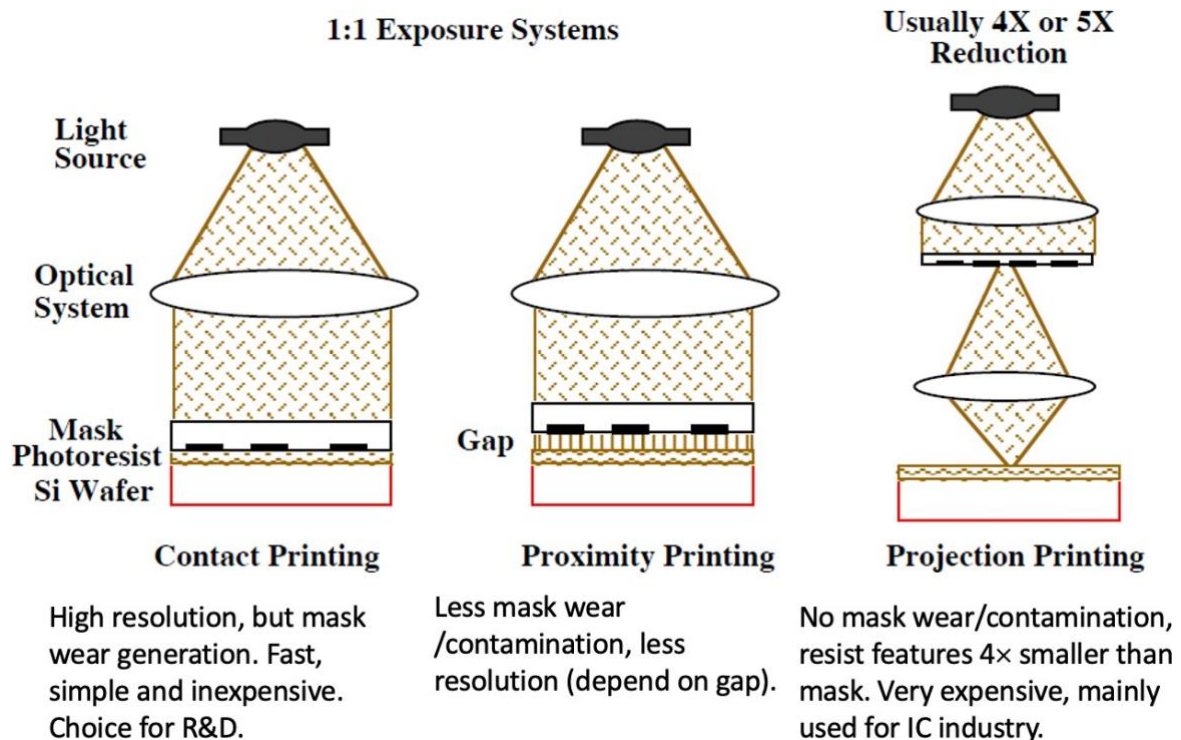 1:1 Exposure Systems
Usually 4X or 5X
Reduction
Light
Source
Optical
System
Mask
Photoresist
Si Wafer
Gap
Contact Printing
Proximity Printing
Projection Printing
High resolution, but mask
wear generation. Fast,
simple and inexpensive.
Choice for R&D.
Less mask wear
/contamination, less
resolution (depend on gap).
No mask wear/contamination,
resist features 4× smaller than
mask. Very expensive, mainly
used for IC industry.